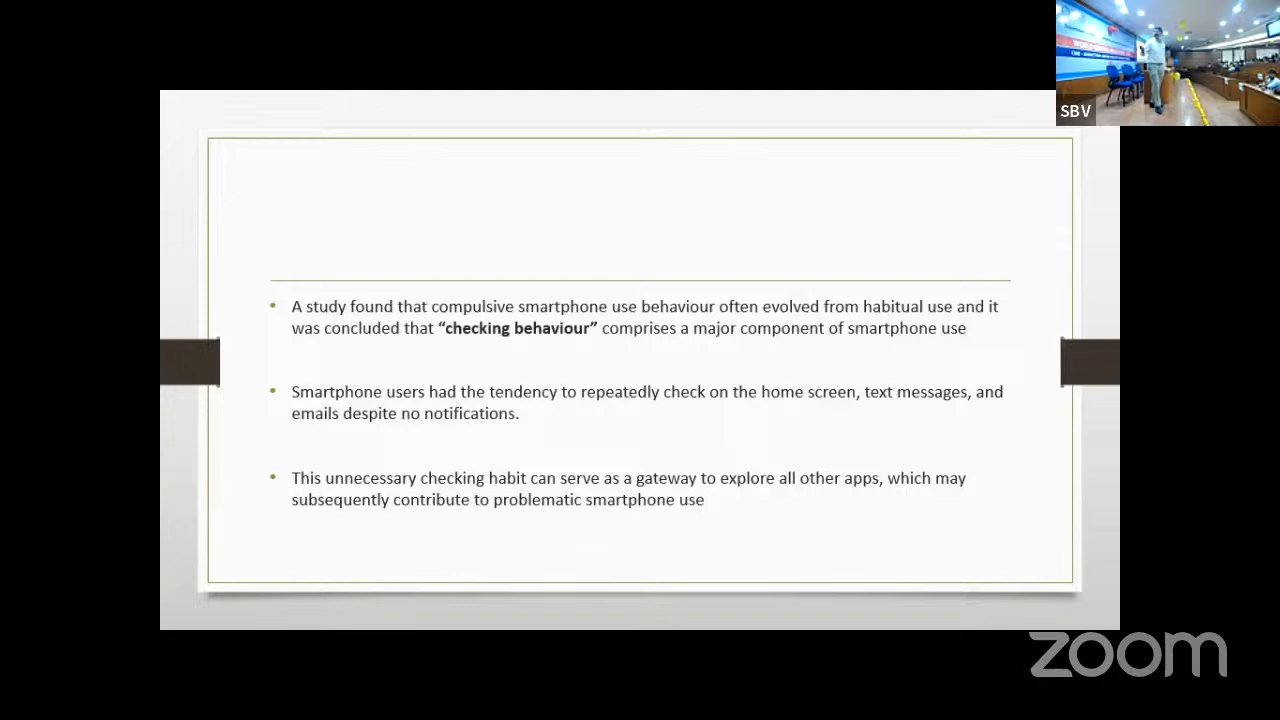 SBV
• A study found that compulsive smartphone use behaviour often evolved from habitual use and it
was concluded that “checking behaviour” comprises a major component of smartphone use
• Smartphone users had the tendency to repeatedly check on the home screen, text messages, and
emails despite no notifications.
• This unnecessary checking habit can serve as a gateway to explore all other apps, which may
subsequently contribute to problematic smartphone use
zoom